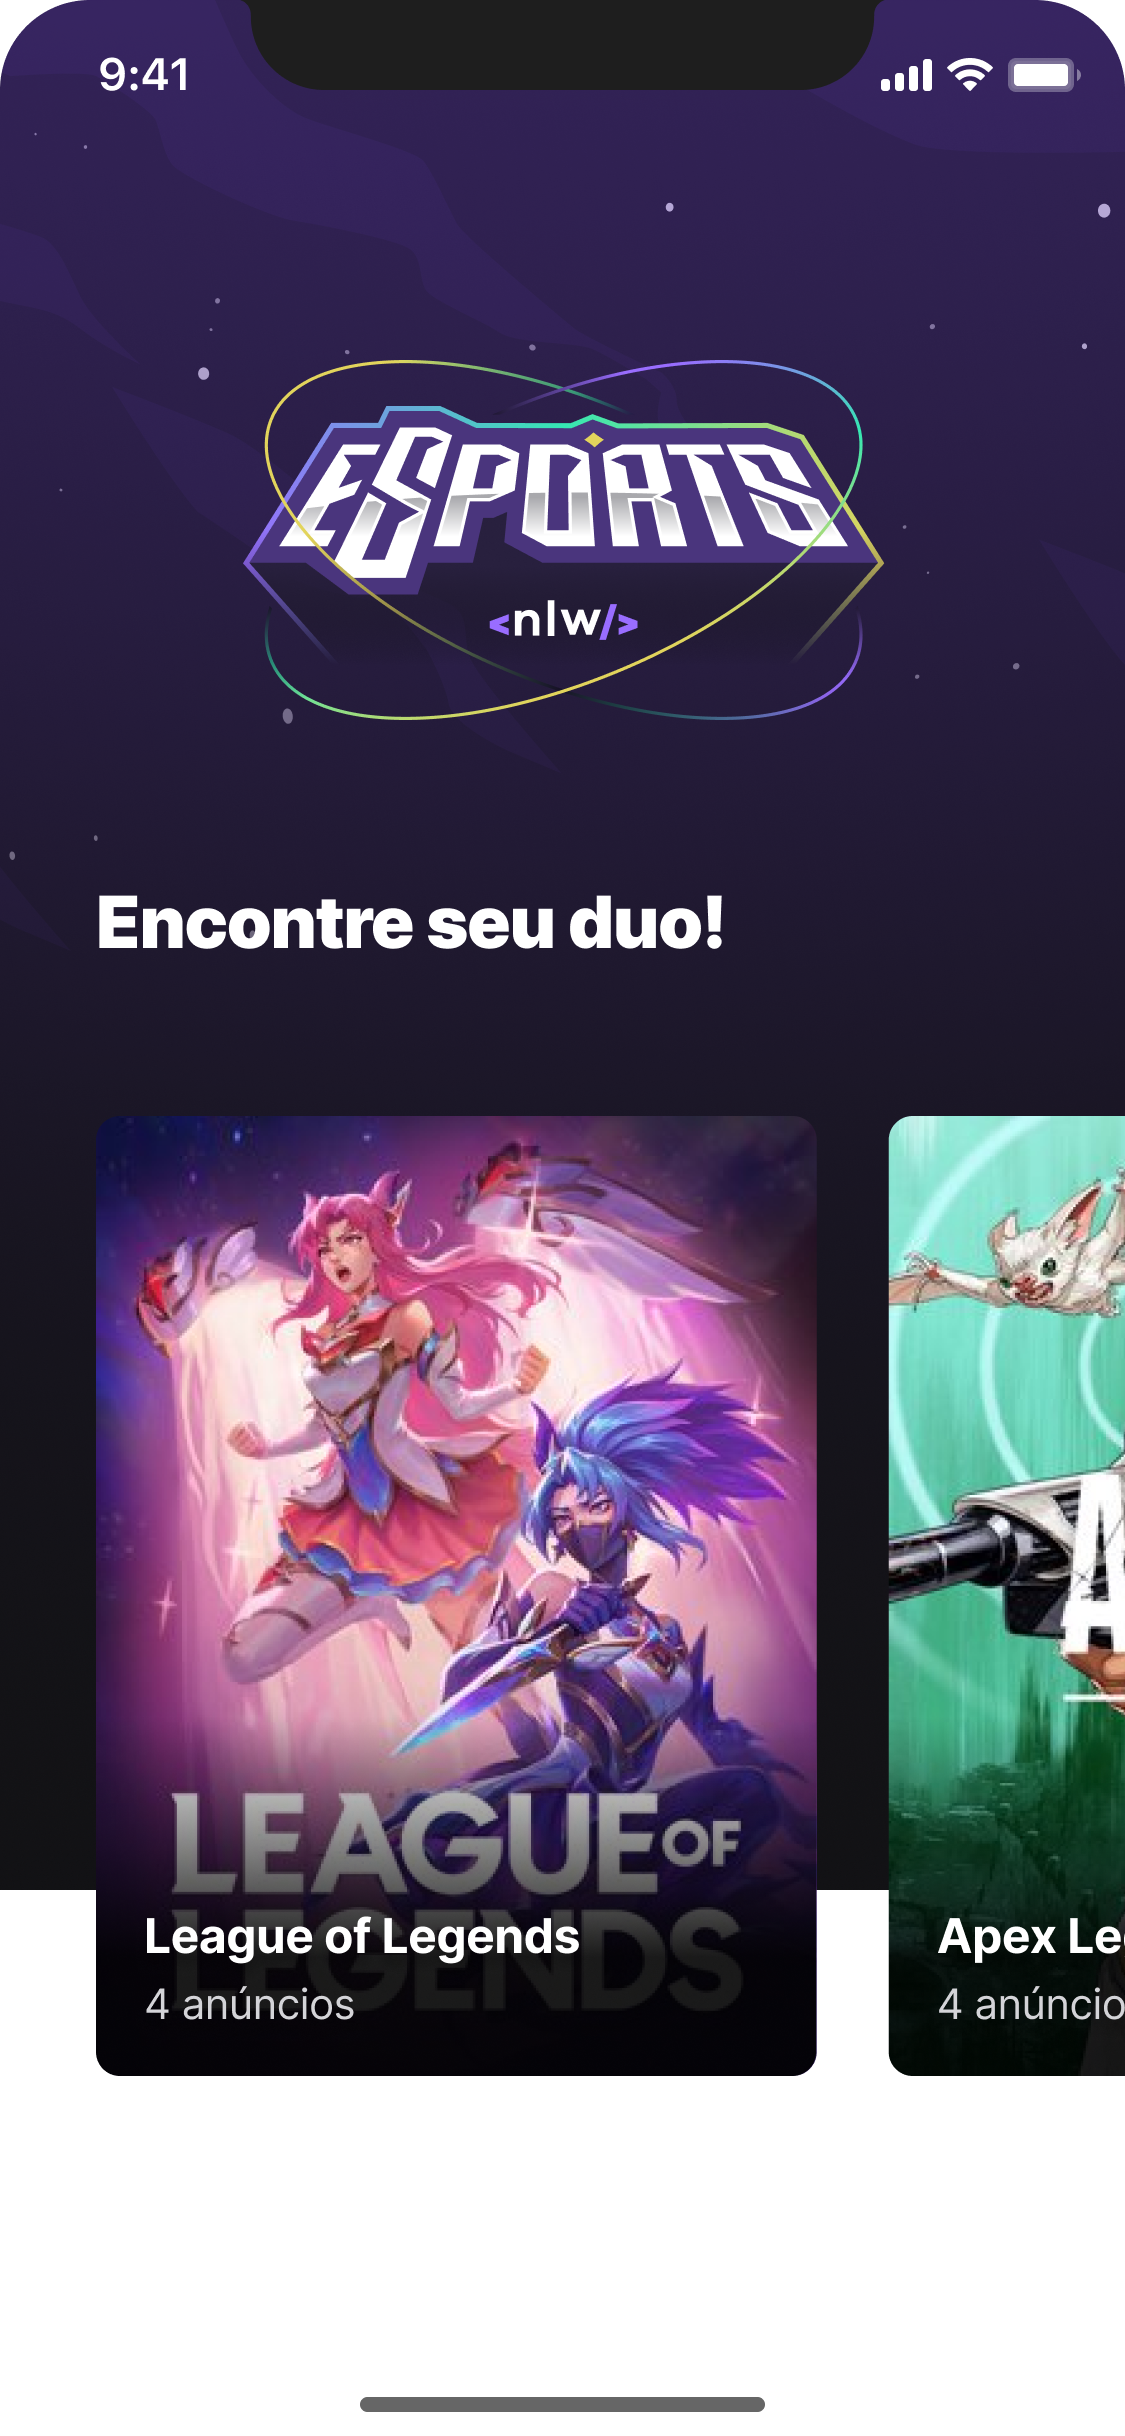 9:41
ESPORTS
<nlw/>
Encontre seu duo!
LEAGUE OF
LEGENDS
League of Legends
4 anúncios
A
Apex Le
4 anúncio